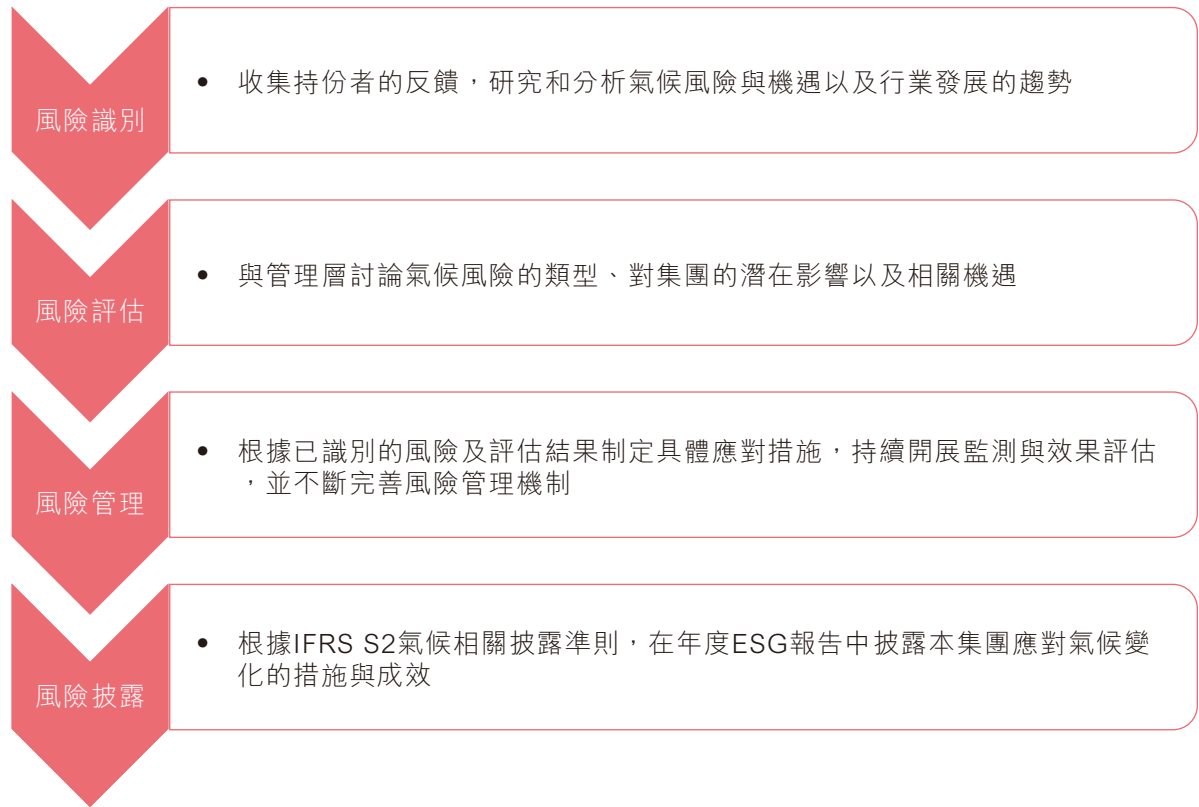 風險識別
• 收集持份者的反饋，研究和分析氣候風險與機遇以及行業發展的趨勢
風險評估
• 與管理層討論氣候風險的類型、對集團的潛在影響以及相關機遇
風險管理
• 根據已識別的風險及評估結果制定具體應對措施，持續開展監測與效果評估
，並不斷完善風險管理機制
風險披露
• 根據IFRS S2氣候相關披露準則，在年度ESG報告中披露本集團應對氣候變
化的措施與成效